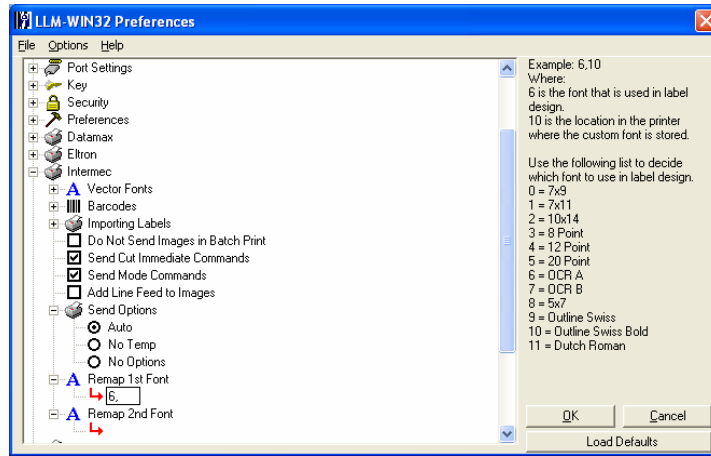 LLM-WIN32 Preferences
File Options Help
Port Settings
Key
Security
Preferences
Datamax
Eltron
Intermec
A Vector Fonts
Barcodes
Importing Labels
Do Not Send Images in Batch Print
Send Cut Immediate Commands
Send Mode Commands
Add Line Feed to Images
Send Options
Auto
No Temp
No Options
A Remap 1st Font
6,
A Remap 2nd Font
Example: 6,10
Where:
6 is the font that is used in label
design.
10 is the location in the printer
where the custom font is stored.
Use the following list to decide
which font to use in label design.
0 = 7x9
1 = 7x11
2 = 10x14
3 = 8 Point
4 = 12 Point
5 = 20 Point
6 = OCR A
7 = OCR B
8 = 5x7
9 = Outline Swiss
10 = Outline Swiss Bold
11 = Dutch Roman
OK Cancel
Load Defaults